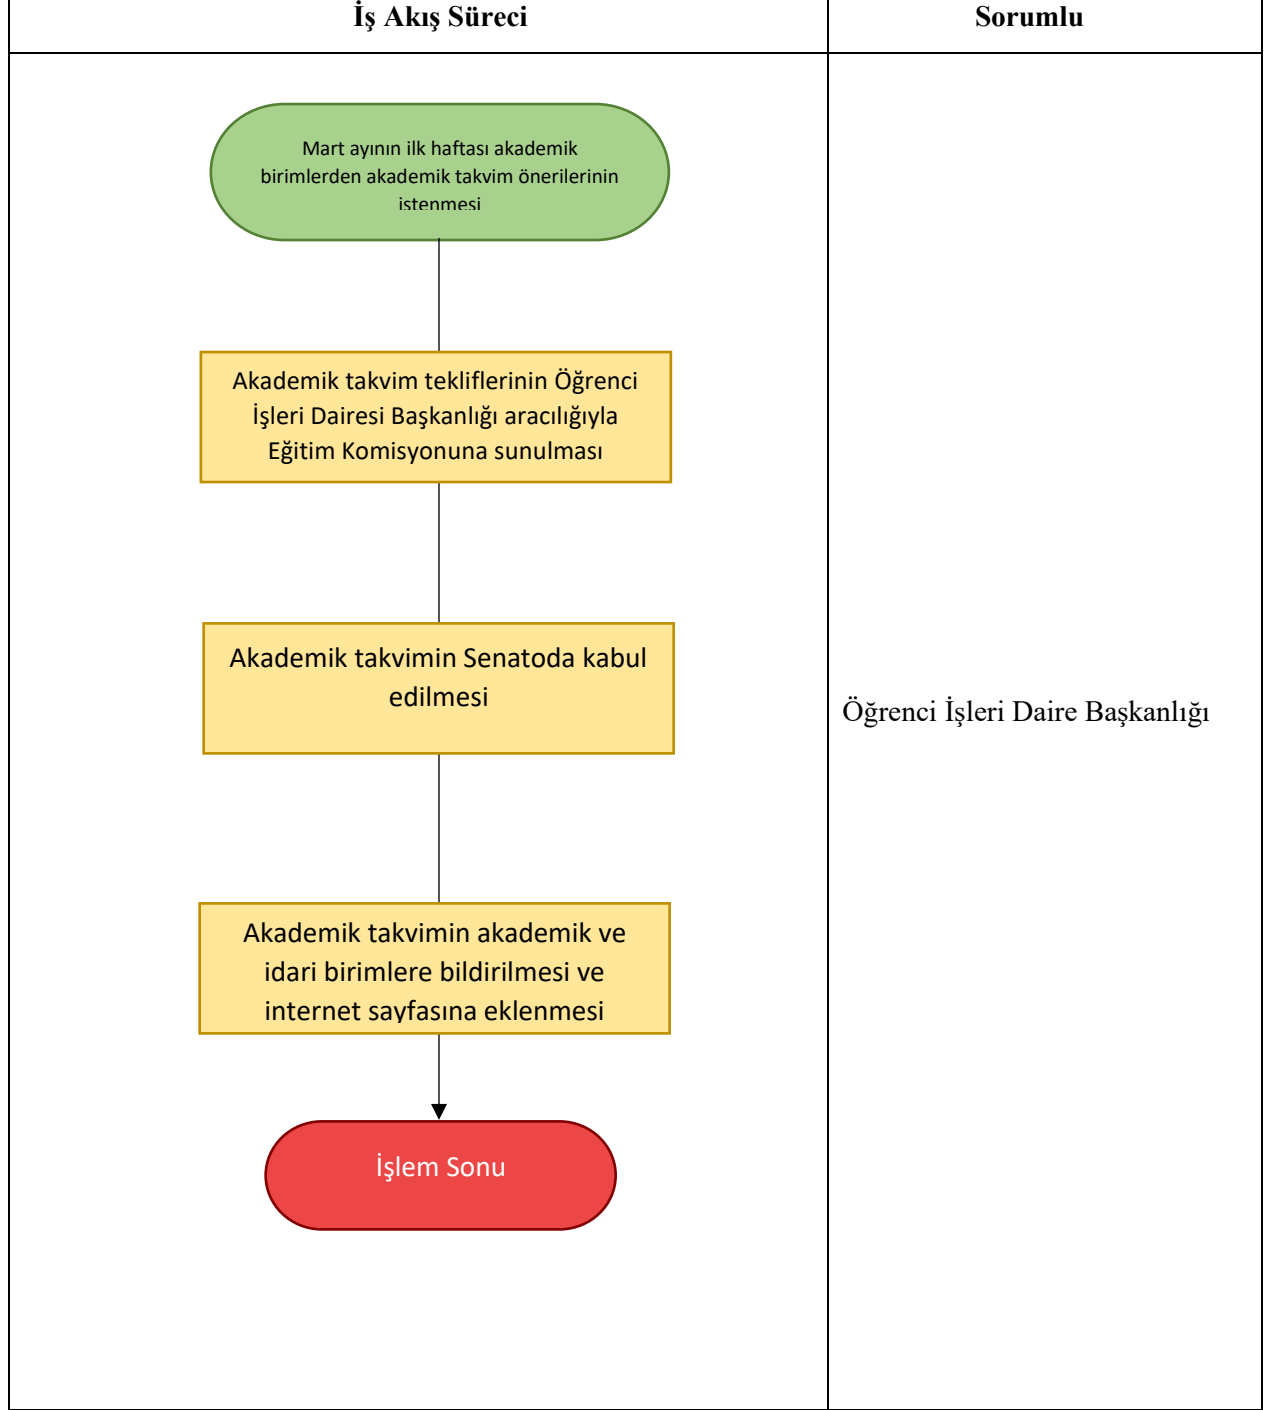 İş Akış Süreci
Sorumlu
Mart ayının ilk haftası akademik
birimlerden akademik takvim önerilerinin
istenmesi
Akademik takvim tekliflerinin Öğrenci
İşleri Dairesi Başkanlığı aracılığıyla
Eğitim Komisyonuna sunulması
Akademik takvimin Senatoda kabul
edilmesi
Öğrenci İşleri Daire Başkanlığı
Akademik takvimin akademik ve
idari birimlere bildirilmesi ve
internet sayfasına eklenmesi
İşlem Sonu